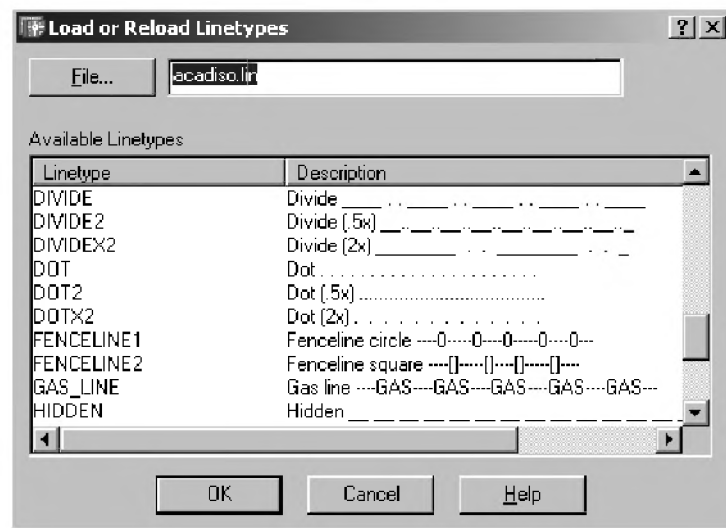 Load or Reload Linetypes
File...
acadiso.lin
Available Linetypes
Linetype Description
DIVIDE Divide ____ . . ____ . . ____ . . ____ . . ____
DIVIDE2 Divide (.5x) __..__..__..__..__..__.._
DIVIDEX2 Divide (2x) ________ . . ________ . . _
DOT Dot . . . . . . . . . . . . . . . . . . . . . . .
DOT2 Dot (.5x) ........................................
DOTX2 Dot (2x) . . . . . . . . . . . . . .
FENCELINE1 Fenceline circle ----0-----0----0-----0----0---
FENCELINE2 Fenceline square ----[]-----[]----[]-----[]----
GAS_LINE Gas line ----GAS----GAS----GAS----GAS----GAS---
HIDDEN Hidden __ __ __ __ __ __ __ __ __ __ __ __ __ __
OK Cancel Help